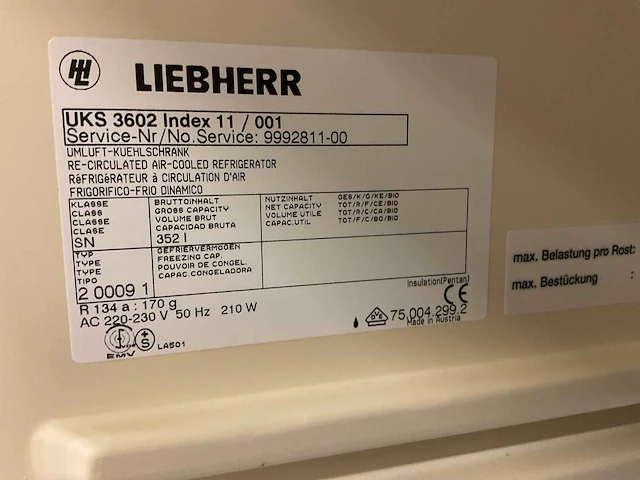 LIEBHERR
UKS 3602 Index 11 / 001
Service-Nr/No.Service: 9992811-00
UMLUFT-KUEHLSCHRANK
RE-CIRCULATED AIR-COOLED REFRIGERATOR
RéFRIGéRATEUR à CIRCULATION D'AIR
FRIGORIFICO-FRIO DINAMICO
KLASSE
CLASS
CLASSE
CLASE
SN
BRUTTOINHALT
GROSS CAPACITY
VOLUME BRUT
CAPACIDAD BRUTA
352 l
NUTZINHALT
NET CAPACITY
VOLUME UTILE
CAPAC.UTIL
GES/K/G/KE/BIO
TOT/R/F/CE/BIO
TOT/R/C/CA/BIO
TOT/F/C/BO/BIO
TYP
TYPE
TYPE
TIPO
2 0009 1
GEFRIERVERMÖGEN
FREEZING CAP.
POUVOIR DE CONGEL.
CAPAC.CONGELADORA
R 134 a : 170 g
AC 220-230 V 50 Hz 210 W
Insulation(Pentan)
CE
OVE
75.004.299.2
Made in Austria
EMV
+S
LA501
max. Belastung pro Rost:
max. Bestückung :